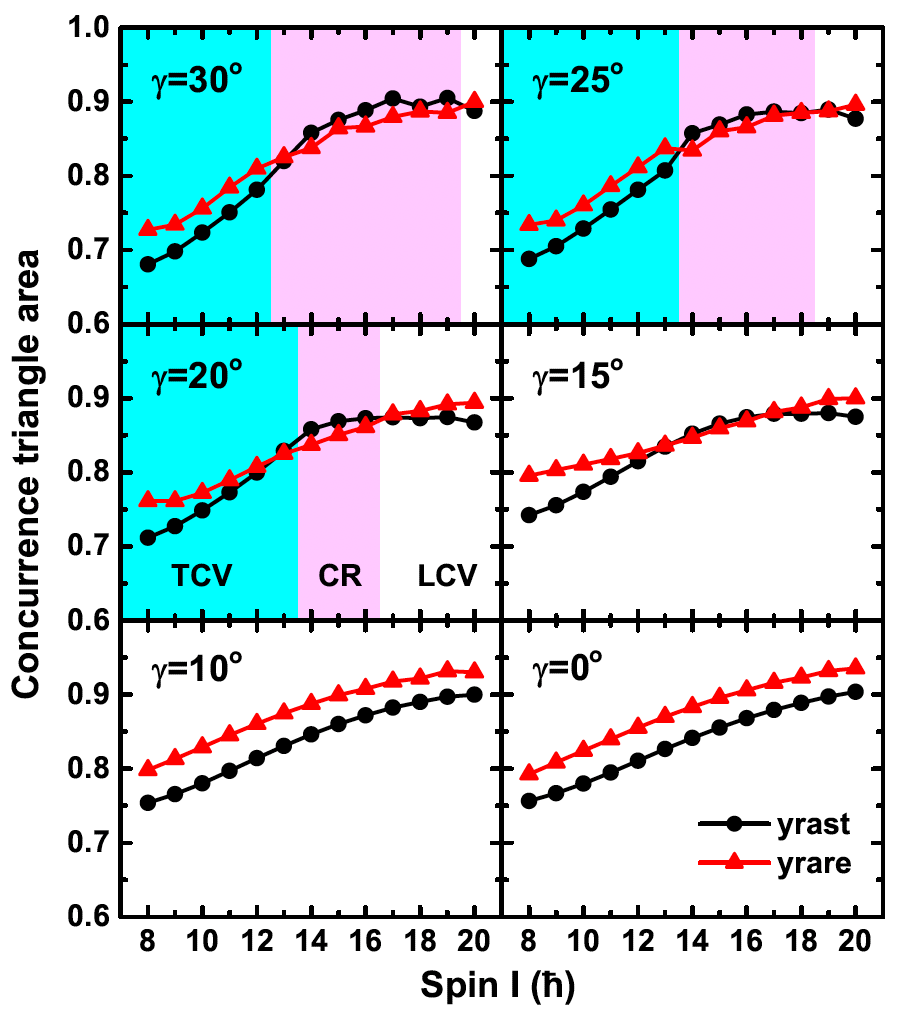 1.0
γ=30° γ=25°
0.9
0.8
0.7
0.6
γ=20° γ=15°
0.9
0.8
0.7
TCV CR LCV
0.6
γ=10° γ=0°
0.9
0.8
yrast
0.7
yrare
0.6
8 10 12 14 16 18 20 8 10 12 14 16 18 20
Spin I (ħ)
Concurrence triangle area